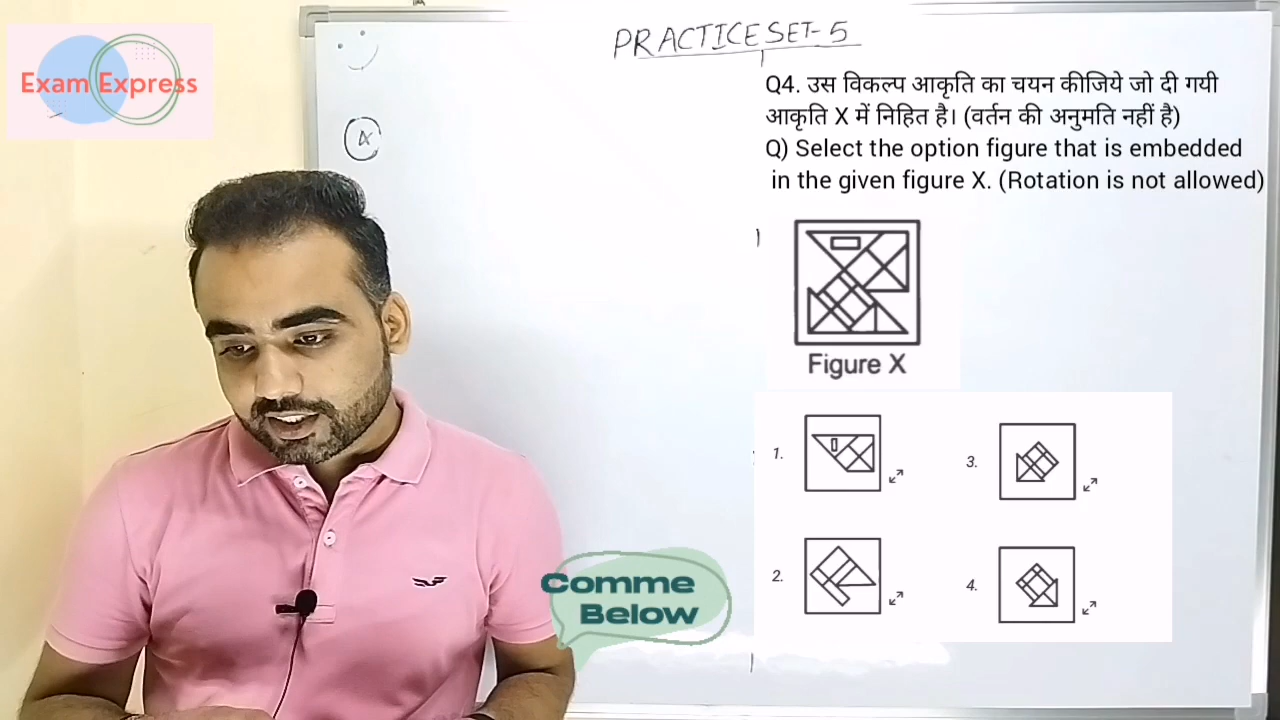 Exam Express
PRACTICE SET-5
Q4. उस विकल्प आकृति का चयन कीजिये जो दी गयी
आकृति X में निहित है। (वर्तन की अनुमति नहीं है)
Q) Select the option figure that is embedded
in the given figure X. (Rotation is not allowed)
Figure X
1.
3.
2.
4.
Comme
Below